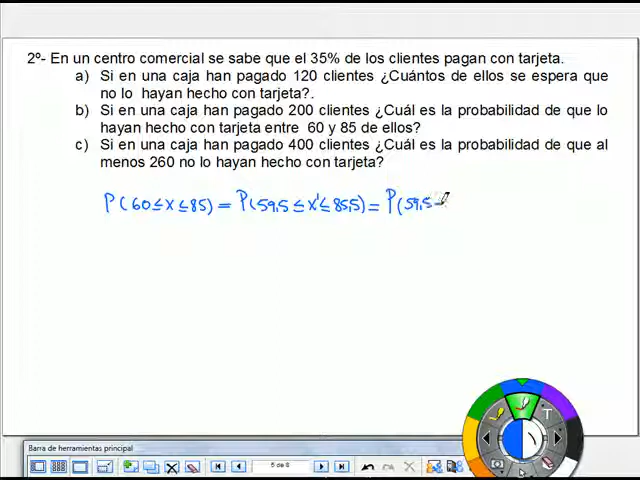 2º- En un centro comercial se sabe que el 35% de los clientes pagan con tarjeta.
a) Si en una caja han pagado 120 clientes ¿Cuántos de ellos se espera que
no lo hayan hecho con tarjeta?.
b) Si en una caja han pagado 200 clientes ¿Cuál es la probabilidad de que lo
hayan hecho con tarjeta entre 60 y 85 de ellos?
c) Si en una caja han pagado 400 clientes ¿Cuál es la probabilidad de que al
menos 260 no lo hayan hecho con tarjeta?
P(60≤x≤85) = P(59,5 ≤ x' ≤ 85,5) = P(59,5-
T
Barra de herramientas principal
5 de 8